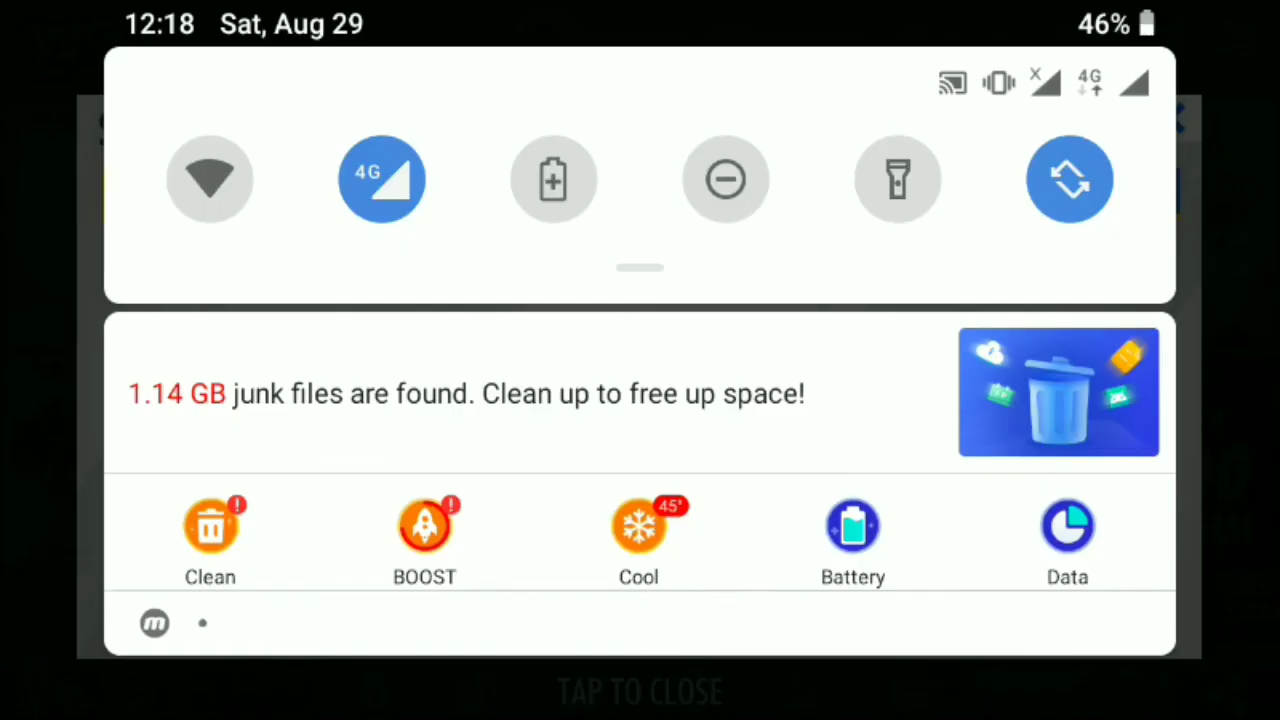 12:18 Sat, Aug 29 46%
X 4G
4G
1.14 GB junk files are found. Clean up to free up space!
! ! 45°
Clean BOOST Cool Battery Data
m
TAP TO CLOSE